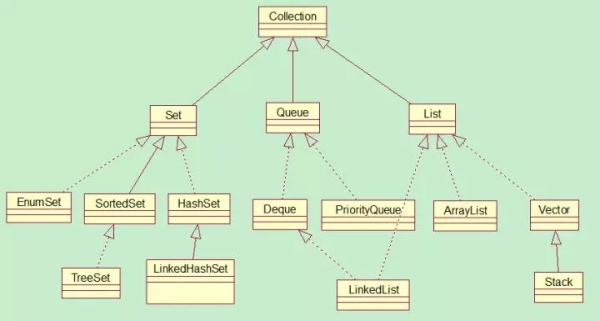 Collection
Set
Queue
List
EnumSet
SortedSet
HashSet
Deque
PriorityQueue
ArrayList
Vector
TreeSet
LinkedHashSet
LinkedList
Stack